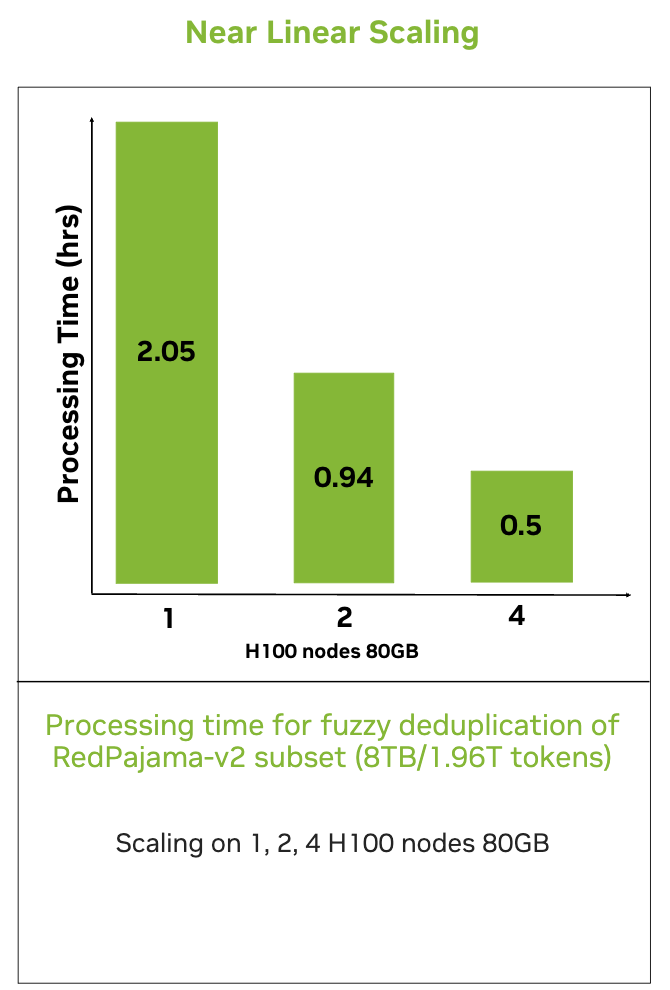 Near Linear Scaling
Processing Time (hrs)
2.05
0.94
0.5
1
2
4
H100 nodes 80GB
Processing time for fuzzy deduplication of
RedPajama-v2 subset (8TB/1.96T tokens)
Scaling on 1, 2, 4 H100 nodes 80GB